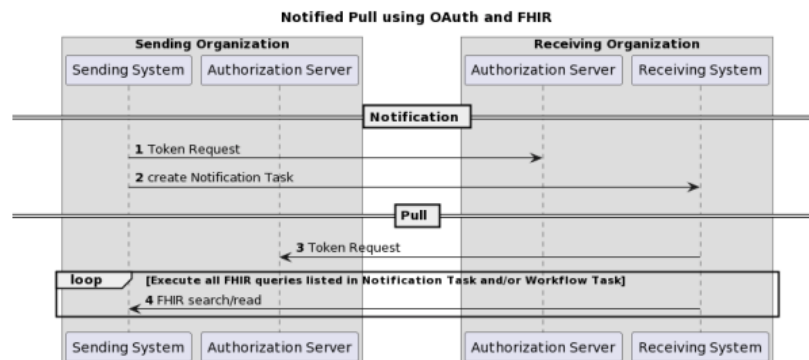 Notified Pull using OAuth and FHIR
Sending Organization Receiving Organization
Sending System Authorization Server Authorization Server Receiving System
Notification
1 Token Request
2 create Notification Task
Pull
3 Token Request
loop [Execute all FHIR queries listed in Notification Task and/or Workflow Task]
4 FHIR search/read
Sending System Authorization Server Authorization Server Receiving System